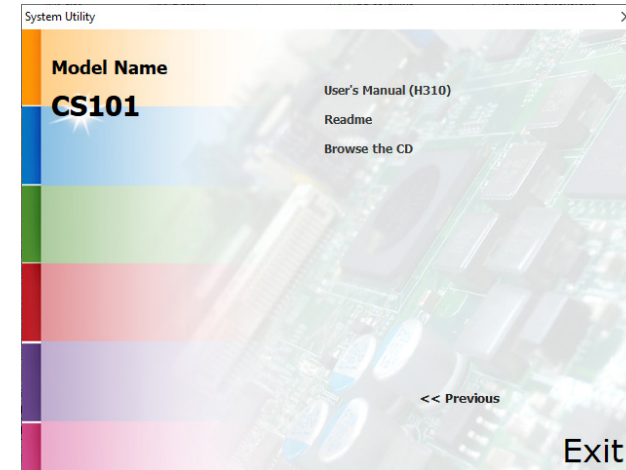 System Utility
Model Name
CS101
User's Manual (H310)
Readme
Browse the CD
<< Previous
Exit